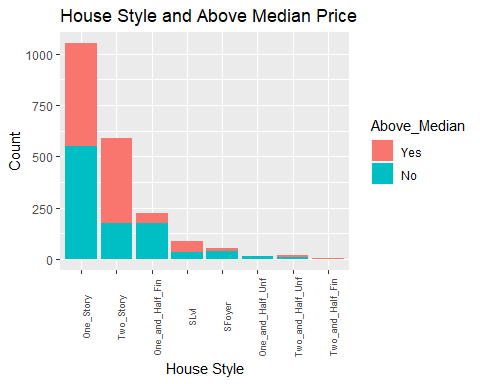 House Style and Above Median Price
Count
1000
750
500
250
0
One_Story
Two_Story
One_and_Half_Fin
SLvl
SFoyer
One_and_Half_Unf
Two_and_Half_Unf
Two_and_Half_Fin
House Style
Above_Median
Yes
No